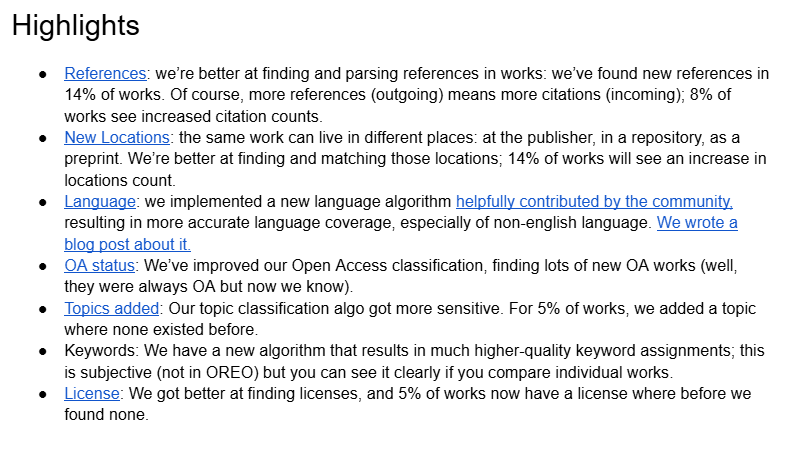 Highlights
● References: we’re better at finding and parsing references in works: we’ve found new references in
14% of works. Of course, more references (outgoing) means more citations (incoming); 8% of
works see increased citation counts.
● New Locations: the same work can live in different places: at the publisher, in a repository, as a
preprint. We’re better at finding and matching those locations; 14% of works will see an increase in
locations count.
● Language: we implemented a new language algorithm helpfully contributed by the community,
resulting in more accurate language coverage, especially of non-english language. We wrote a
blog post about it.
● OA status: We’ve improved our Open Access classification, finding lots of new OA works (well,
they were always OA but now we know).
● Topics added: Our topic classification algo got more sensitive. For 5% of works, we added a topic
where none existed before.
● Keywords: We have a new algorithm that results in much higher-quality keyword assignments; this
is subjective (not in OREO) but you can see it clearly if you compare individual works.
● License: We got better at finding licenses, and 5% of works now have a license where before we
found none.